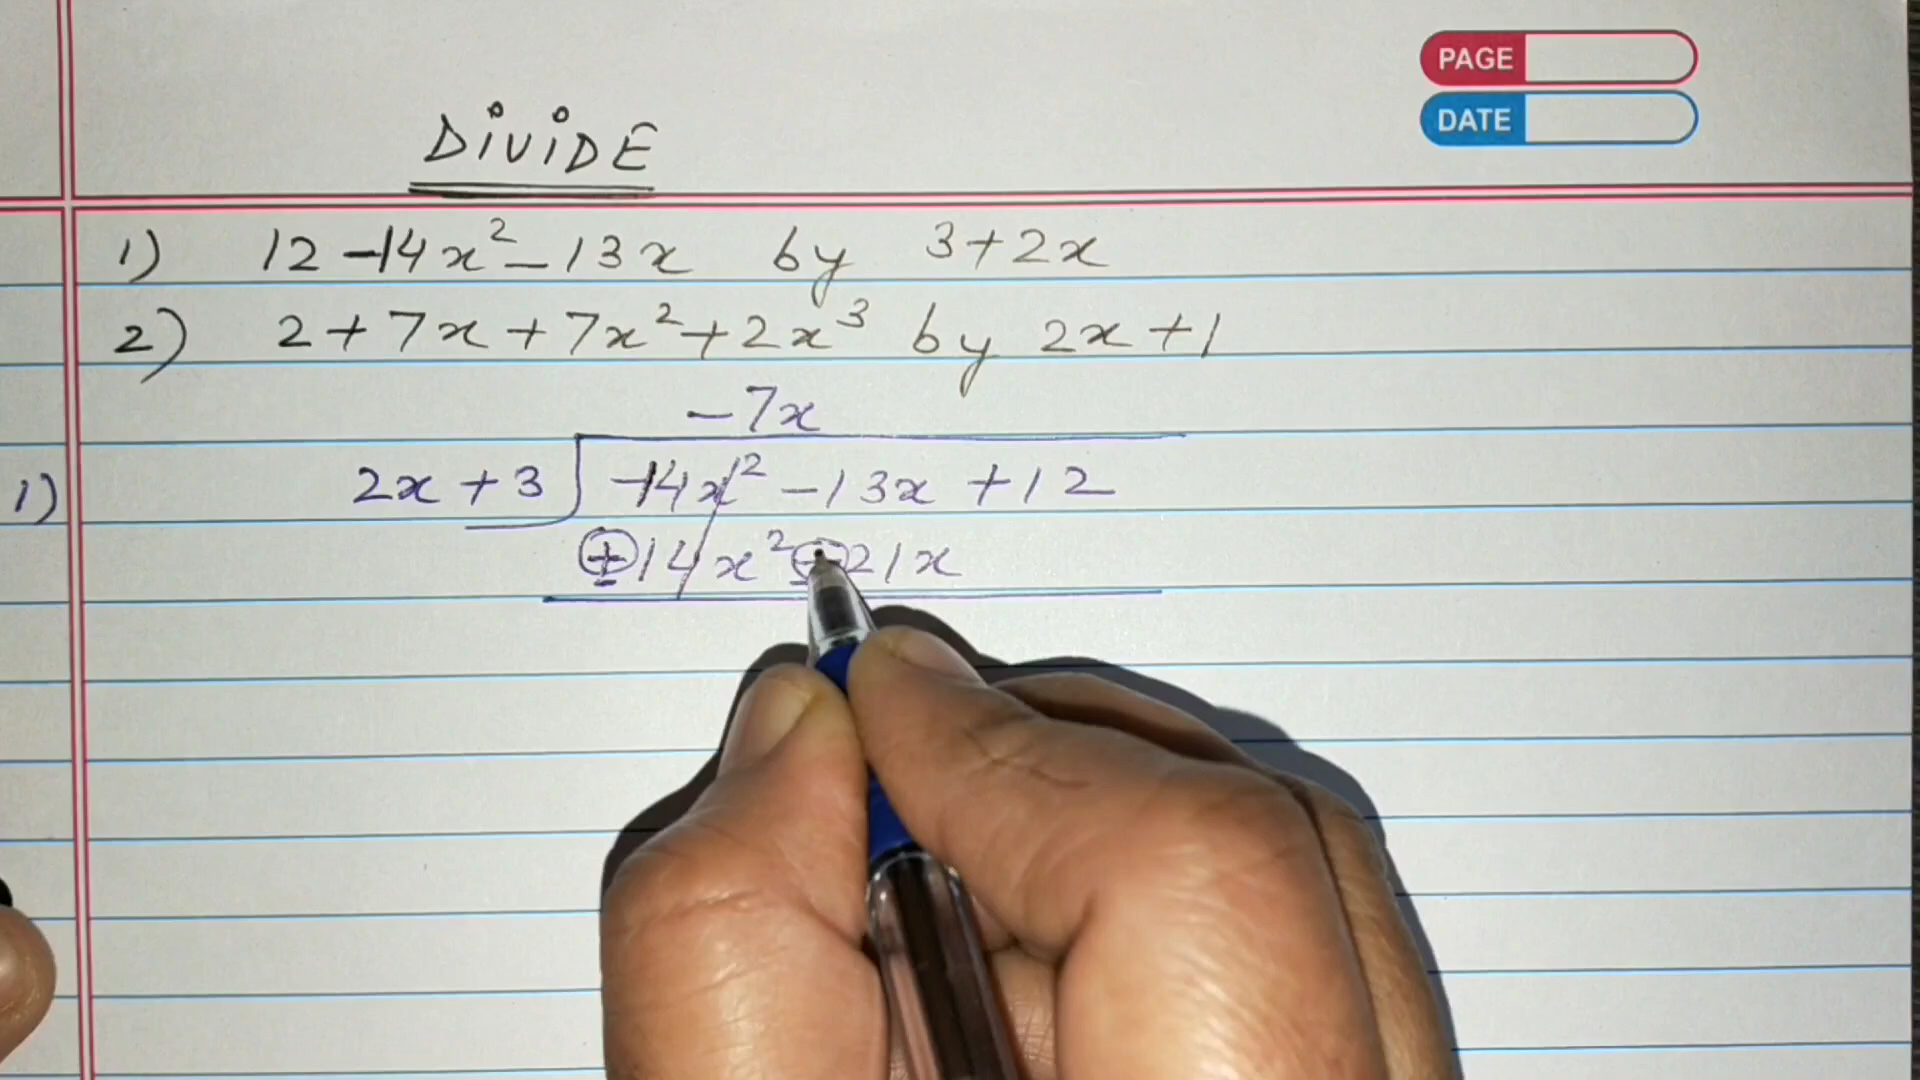 PAGE
DATE
DiViDE
1) 12 -14x² - 13x by 3+2x
2) 2 + 7x + 7x² + 2x³ by 2x + 1
-7x
1) 2x + 3 ) -14x² - 13x + 12
±14x² ± 21x